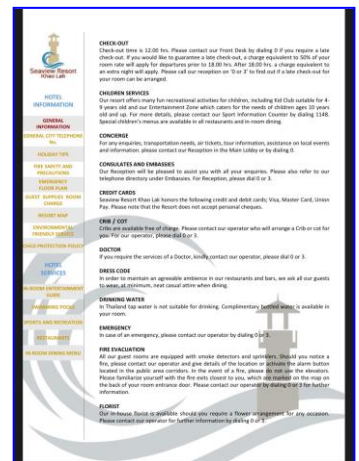 Seaview Resort
Khao Lak
HOTEL
INFORMATION
GENERAL
INFORMATION
GENERAL CITY TELEPHONE
No.
HOLIDAY TIPS
FIRE SAFETY AND
PRECAUTIONS
EMERGENCY
FLOOR PLAN
GUEST SUPPLIES ROOM
CHARGE
RESORT MAP
ENVIRONMENTAL
FRIENDLY SERVICE
CHILD PROTECTION POLICY
HOTEL
SERVICES
IN-ROOM ENTERTAINMENT
GUIDE
SWIMMING POOLS
SPORTS AND RECREATION
RESTAURANTS
IN-ROOM DINING MENU
CHECK-OUT
Check-out time is 12.00 hrs. Please contact our Front Desk by dialing 0 if you require a late
check-out. If you would like to guarantee a late check-out, a charge equivalent to 50% of your
room rate will apply for departures prior to 18.00 hrs. After 18.00 hrs. a charge equivalent to
an extra night will apply. Please call our reception on '0 or 3' to find out if a late check-out for
your room can be arranged.
CHILDREN SERVICES
Our resort offers many fun recreational activities for children, including Kid Club suitable for 4-
9 years old and our Entertainment Zone which caters for the needs of children ages 10 years
old and up. For more details, please contact our Sport Information Counter by dialing 1148.
Special children's menus are available in all restaurants and in-room dining.
CONCIERGE
For any enquiries, transportation needs, air tickets, tour information, assistance on local events
and information. please contact our Reception in the Main Lobby or by dialing 0.
CONSULATES AND EMBASSIES
Our Reception will be pleased to assist you with all your enquiries. Please also refer to our
telephone directory under Embassies. For Reception, please dial 0 or 3.
CREDIT CARDS
Seaview Resort Khao Lak honors the following credit and debit cards; Visa, Master Card, Union
Pay. Please note that the Resort does not accept personal cheques.
CRIB / COT
Cribs are available free of charge. Please contact our operator who will arrange a Crib or cot for
you. For our operator, please dial 0 or 3.
DOCTOR
If you require the services of a Doctor, kindly contact our operator, please dial 0 or 3.
DRESS CODE
In order to maintain an agreeable ambience in our restaurants and bars, we ask all our guests
to wear, at minimum, neat casual attire when dining.
DRINKING WATER
In Thailand tap water is not suitable for drinking. Complimentary bottled water is available in
your room.
EMERGENCY
In case of an emergency, please contact our operator by dialing 0 or 3.
FIRE EVACUATION
All our guest rooms are equipped with smoke detectors and sprinklers. Should you notice a
fire, please contact our operator and give details of the location or activate the alarm button
located in the public area corridors. In the event of a fire, please do not use the elevators.
Please familiarize yourself with the fire exits closest to you, which are marked on the map on
the back of your room entrance door. Please contact our operator by dialing 0 or 3 for further
information.
FLORIST
Our in-house florist is available should you require a flower arrangement for any occasion.
Please contact our operator for further information by dialing 0 or 3.